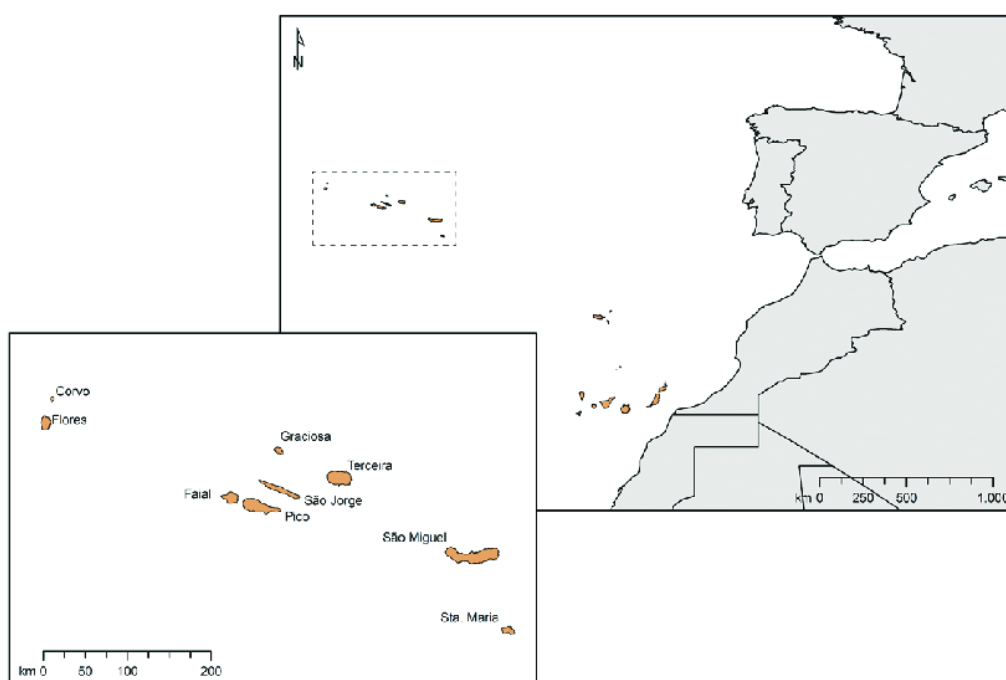 N
km 0 250 500 1.000
Corvo
Flores
Graciosa
Terceira
Faial
São Jorge
Pico
São Miguel
Sta. Maria
km 0 50 100 200